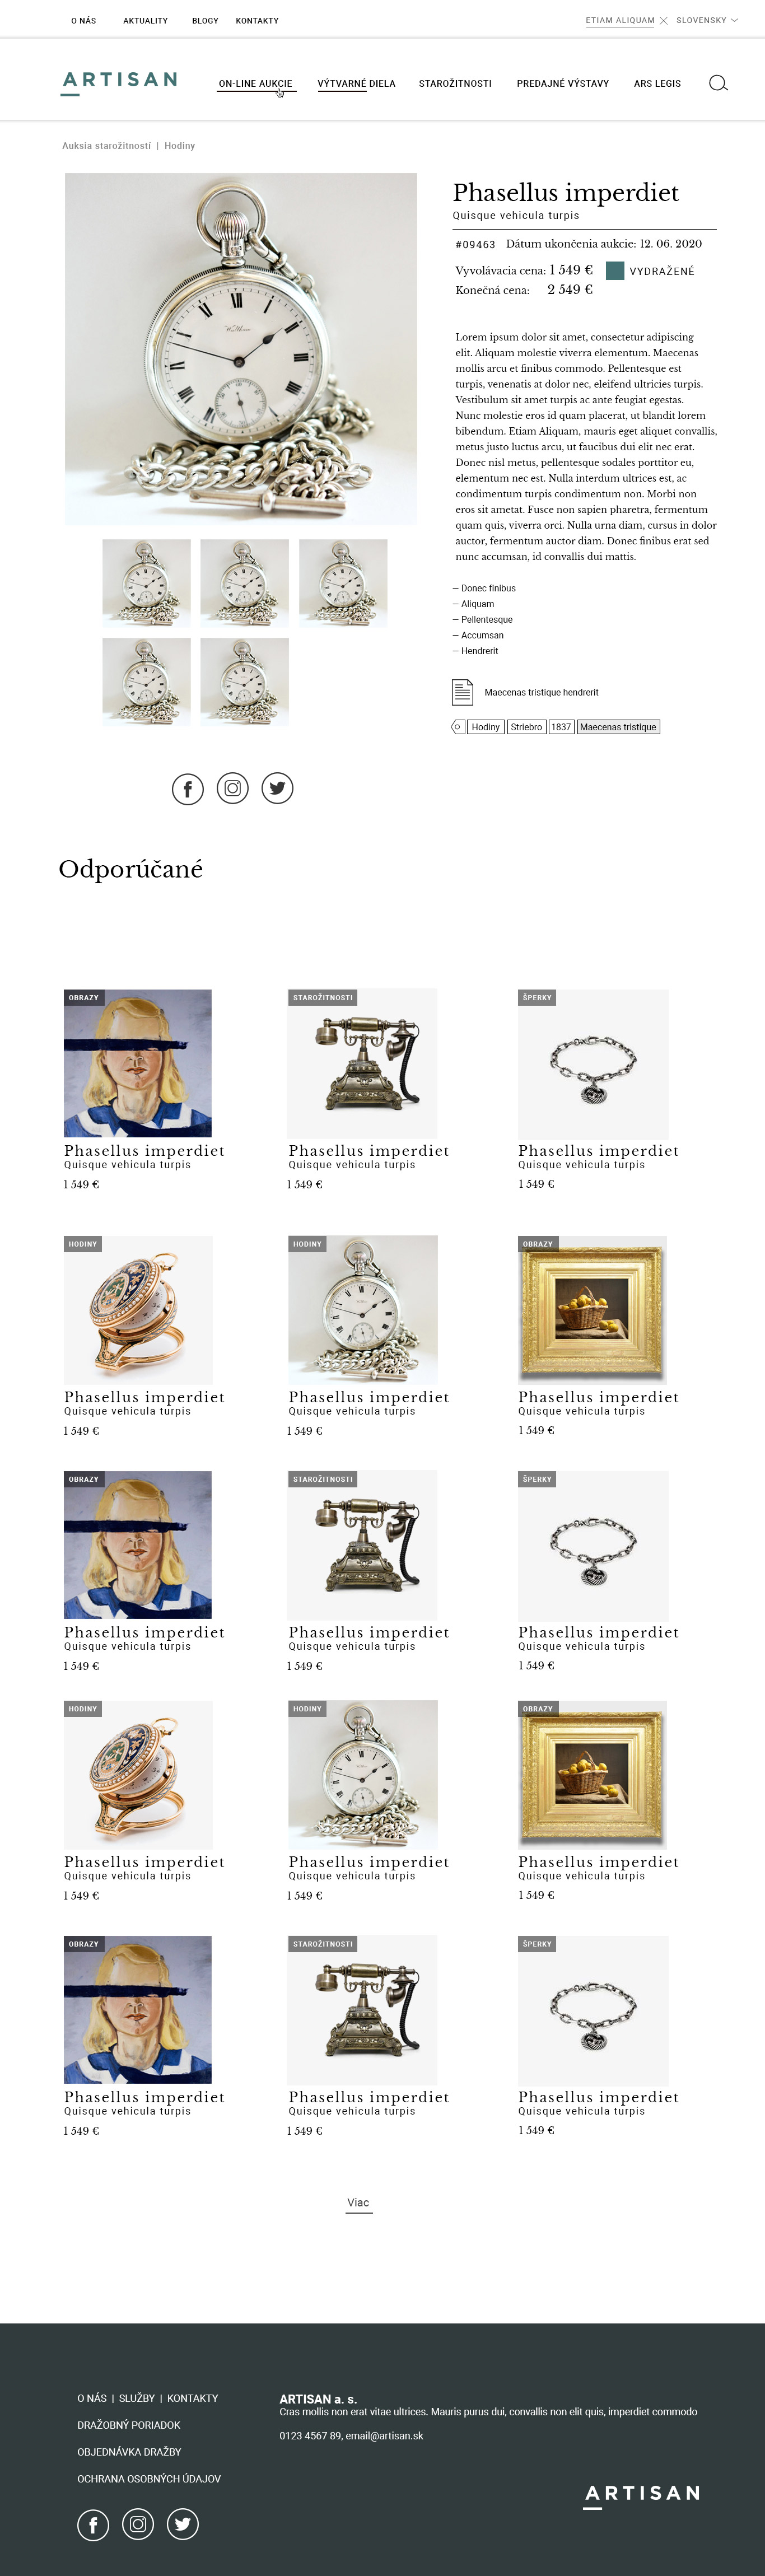 O NÁS AKTUALITY BLOGY KONTAKTY ETIAM ALIQUAM SLOVENSKY
ARTISAN ON-LINE AUKCIE VÝTVARNÉ DIELA STAROŽITNOSTI PREDAJNÉ VÝSTAVY ARS LEGIS
Auksia starožitností | Hodiny
Phasellus imperdiet
Quisque vehicula turpis
#09463 Dátum ukončenia aukcie: 12. 06. 2020
Vyvolávacia cena: 1 549 € VYDRAŽENÉ
Konečná cena: 2 549 €
Lorem ipsum dolor sit amet, consectetur adipiscing
elit. Aliquam molestie viverra elementum. Maecenas
mollis arcu et finibus commodo. Pellentesque est
turpis, venenatis at dolor nec, eleifend ultricies turpis.
Vestibulum sit amet turpis ac ante feugiat egestas.
Nunc molestie eros id quam placerat, ut blandit lorem
bibendum. Etiam Aliquam, mauris eget aliquet convallis,
metus justo luctus arcu, ut faucibus dui elit nec erat.
Donec nisl metus, pellentesque sodales porttitor eu,
elementum nec est. Nulla interdum ultrices est, ac
condimentum turpis condimentum non. Morbi non
eros sit ametat. Fusce non sapien pharetra, fermentum
quam quis, viverra orci. Nulla urna diam, cursus in dolor
auctor, fermentum auctor diam. Donec finibus erat sed
nunc accumsan, id convallis dui mattis.
— Donec finibus
— Aliquam
— Pellentesque
— Accumsan
— Hendrerit
Maecenas tristique hendrerit
Hodiny Striebro 1837 Maecenas tristique
Odporúčané
OBRAZY STAROŽITNOSTI ŠPERKY
Phasellus imperdiet Phasellus imperdiet Phasellus imperdiet
Quisque vehicula turpis Quisque vehicula turpis Quisque vehicula turpis
1 549 € 1 549 € 1 549 €
HODINY HODINY OBRAZY
Phasellus imperdiet Phasellus imperdiet Phasellus imperdiet
Quisque vehicula turpis Quisque vehicula turpis Quisque vehicula turpis
1 549 € 1 549 € 1 549 €
OBRAZY STAROŽITNOSTI ŠPERKY
Phasellus imperdiet Phasellus imperdiet Phasellus imperdiet
Quisque vehicula turpis Quisque vehicula turpis Quisque vehicula turpis
1 549 € 1 549 € 1 549 €
HODINY HODINY OBRAZY
Phasellus imperdiet Phasellus imperdiet Phasellus imperdiet
Quisque vehicula turpis Quisque vehicula turpis Quisque vehicula turpis
1 549 € 1 549 € 1 549 €
OBRAZY STAROŽITNOSTI ŠPERKY
Phasellus imperdiet Phasellus imperdiet Phasellus imperdiet
Quisque vehicula turpis Quisque vehicula turpis Quisque vehicula turpis
1 549 € 1 549 € 1 549 €
Viac
O NÁS | SLUŽBY | KONTAKTY
DRAŽOBNÝ PORIADOK
OBJEDNÁVKA DRAŽBY
OCHRANA OSOBNÝCH ÚDAJOV
ARTISAN a. s.
Cras mollis non erat vitae ultrices. Mauris purus dui, convallis non elit quis, imperdiet commodo
0123 4567 89, email@artisan.sk
ARTISAN